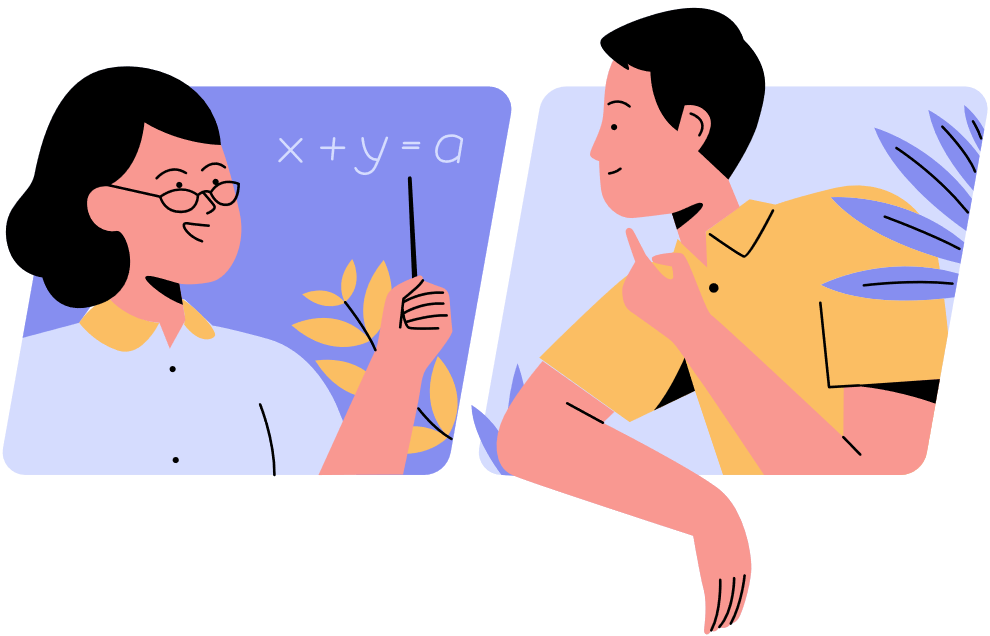 x + y = a